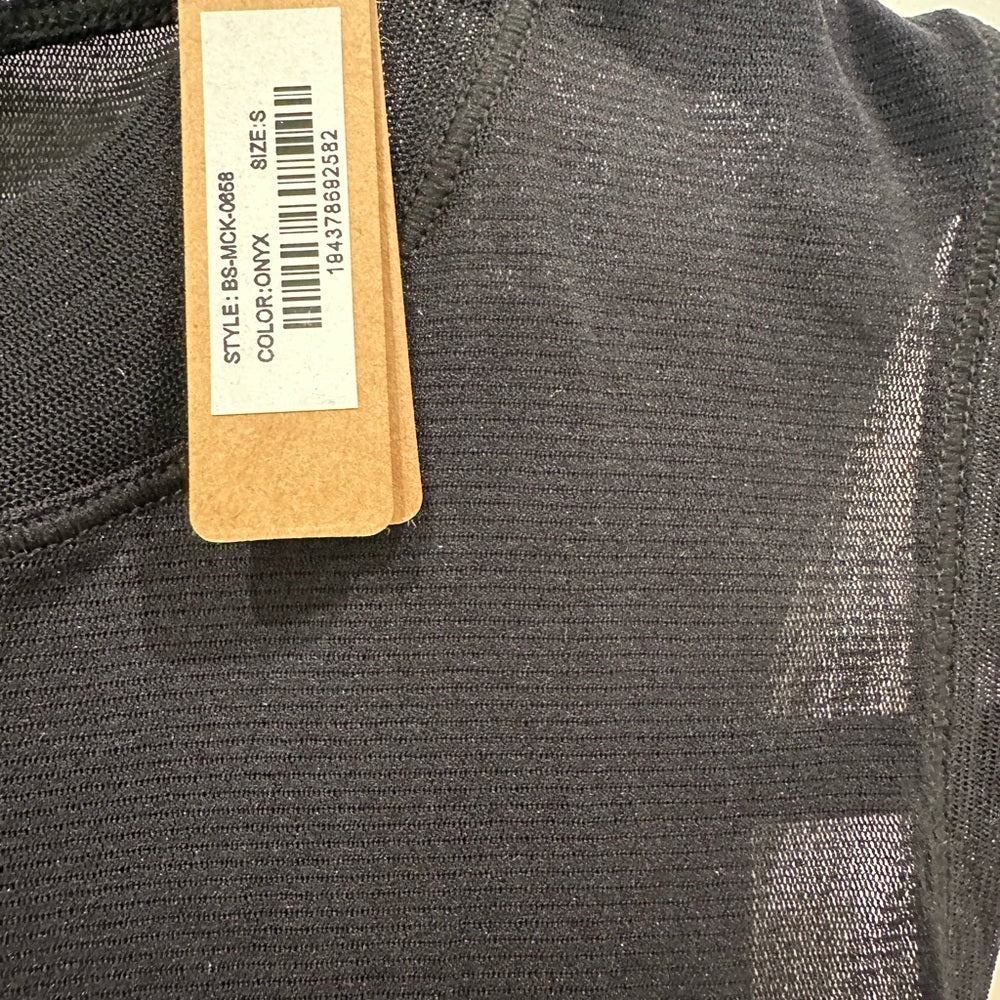 STYLE: BS-MCK-0658
COLOR:ONYX SIZE:S
184378692582